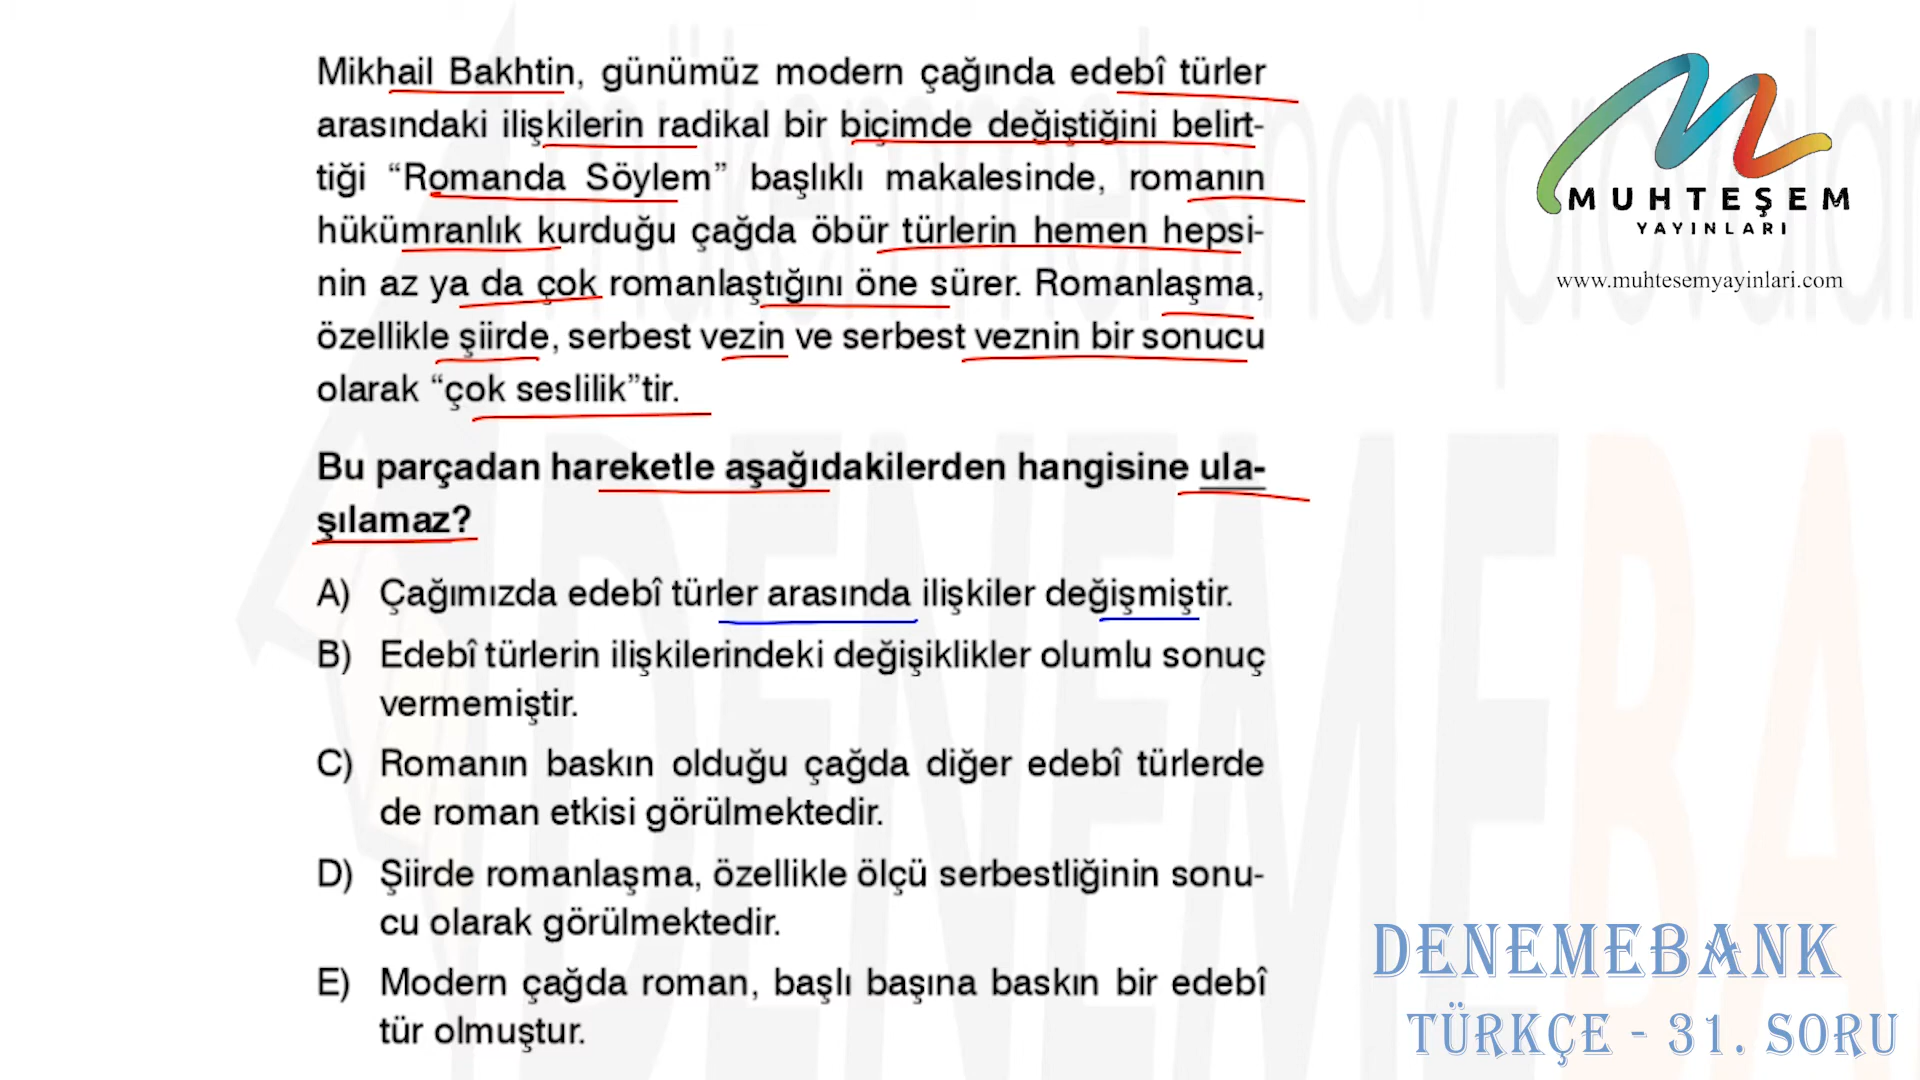 Mikhail Bakhtin, günümüz modern çağında edebî türler
arasındaki ilişkilerin radikal bir biçimde değiştiğini belirt-
tiği “Romanda Söylem” başlıklı makalesinde, romanın
hükümranlık kurduğu çağda öbür türlerin hemen hepsi-
nin az ya da çok romanlaştığını öne sürer. Romanlaşma,
özellikle şiirde, serbest vezin ve serbest veznin bir sonucu
olarak “çok seslilik”tir.
Bu parçadan hareketle aşağıdakilerden hangisine ula-
şılamaz?
A) Çağımızda edebî türler arasında ilişkiler değişmiştir.
B) Edebî türlerin ilişkilerindeki değişiklikler olumlu sonuç
vermemiştir.
C) Romanın baskın olduğu çağda diğer edebî türlerde
de roman etkisi görülmektedir.
D) Şiirde romanlaşma, özellikle ölçü serbestliğinin sonu-
cu olarak görülmektedir.
E) Modern çağda roman, başlı başına baskın bir edebî
tür olmuştur.
MUHTEŞEM
YAYINLARI
www.muhtesemyayinlari.com
DENEMEBANK
TÜRKÇE - 31. SORU